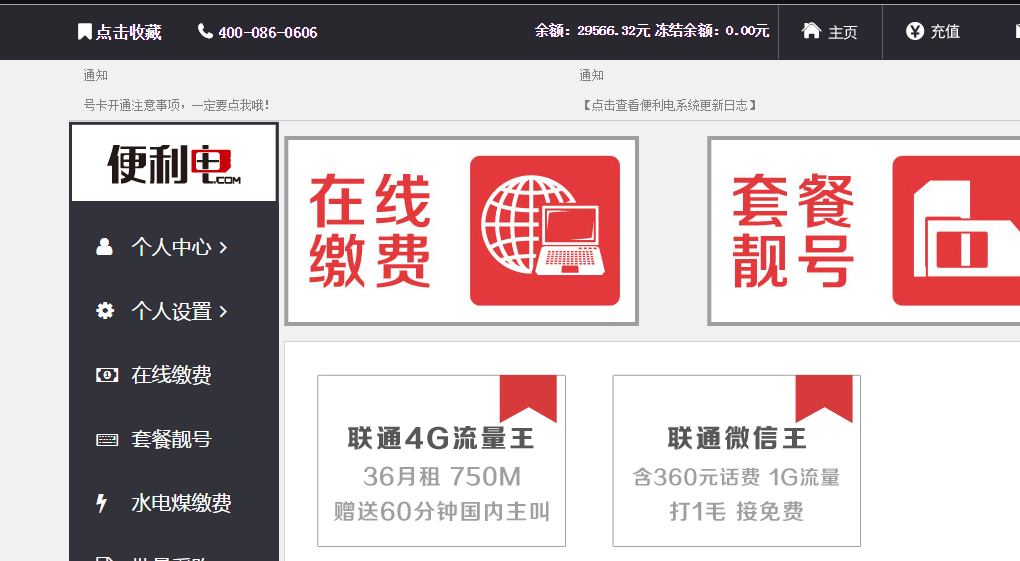 点击收藏 400-086-0606 余额：29566.32元 冻结余额：0.00元 主页 充值
通知 通知
号卡开通注意事项，一定要点我哦！ 【点击查看便利电系统更新日志】
便利电.COM
个人中心
个人设置
在线缴费
套餐靓号
水电煤缴费
在线
缴费
套餐
靓号
联通4G流量王
36月租 750M
赠送60分钟国内主叫
联通微信王
含360元话费 1G流量
打1毛 接免费